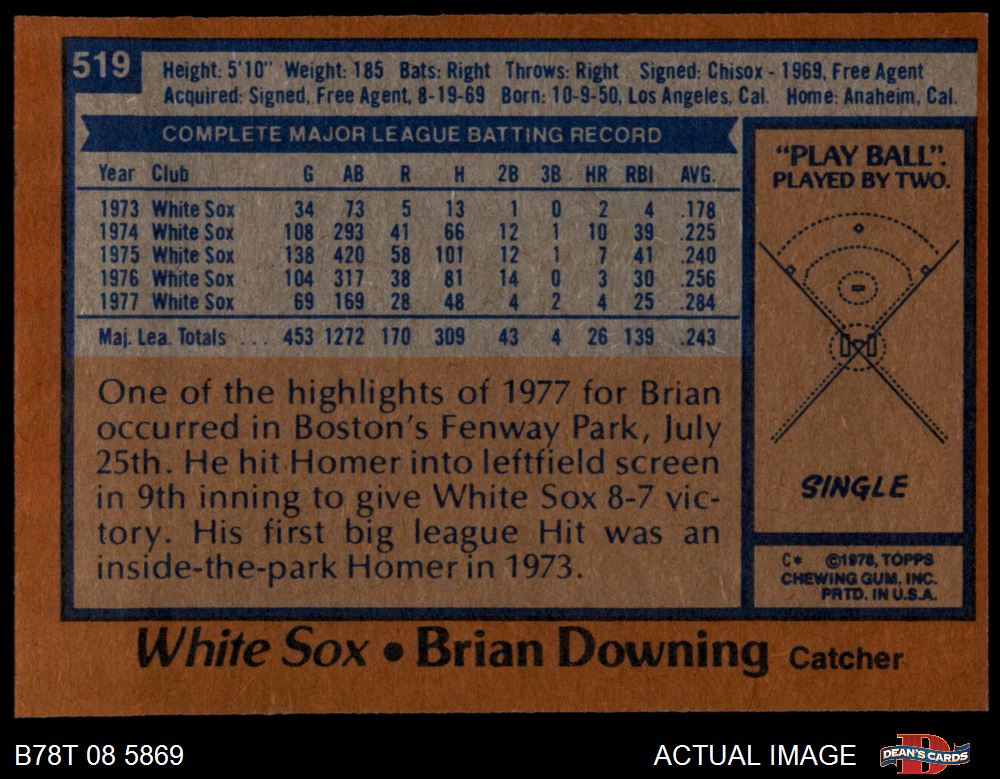 519
Height: 5'10" Weight: 185 Bats: Right Throws: Right Signed: Chisox - 1969, Free Agent
Acquired: Signed, Free Agent, 8-19-69 Born: 10-9-50, Los Angeles, Cal. Home: Anaheim, Cal.
COMPLETE MAJOR LEAGUE BATTING RECORD
Year Club G AB R H 2B 3B HR RBI AVG.
1973 White Sox 34 73 5 13 1 0 2 4 .178
1974 White Sox 108 293 41 66 12 1 10 39 .225
1975 White Sox 138 420 58 101 12 1 7 41 .240
1976 White Sox 104 317 38 81 14 0 3 30 .256
1977 White Sox 69 169 28 48 4 2 4 25 .284
Maj. Lea. Totals ... 453 1272 170 309 43 4 26 139 .243
One of the highlights of 1977 for Brian
occurred in Boston's Fenway Park, July
25th. He hit Homer into leftfield screen
in 9th inning to give White Sox 8-7 vic-
tory. His first big league Hit was an
inside-the-park Homer in 1973.
"PLAY BALL".
PLAYED BY TWO.
SINGLE
C* ©1978, TOPPS
CHEWING GUM, INC.
PRTD. IN U.S.A.
White Sox • Brian Downing Catcher
B78T 08 5869
ACTUAL IMAGE
DEAN'S CARDS